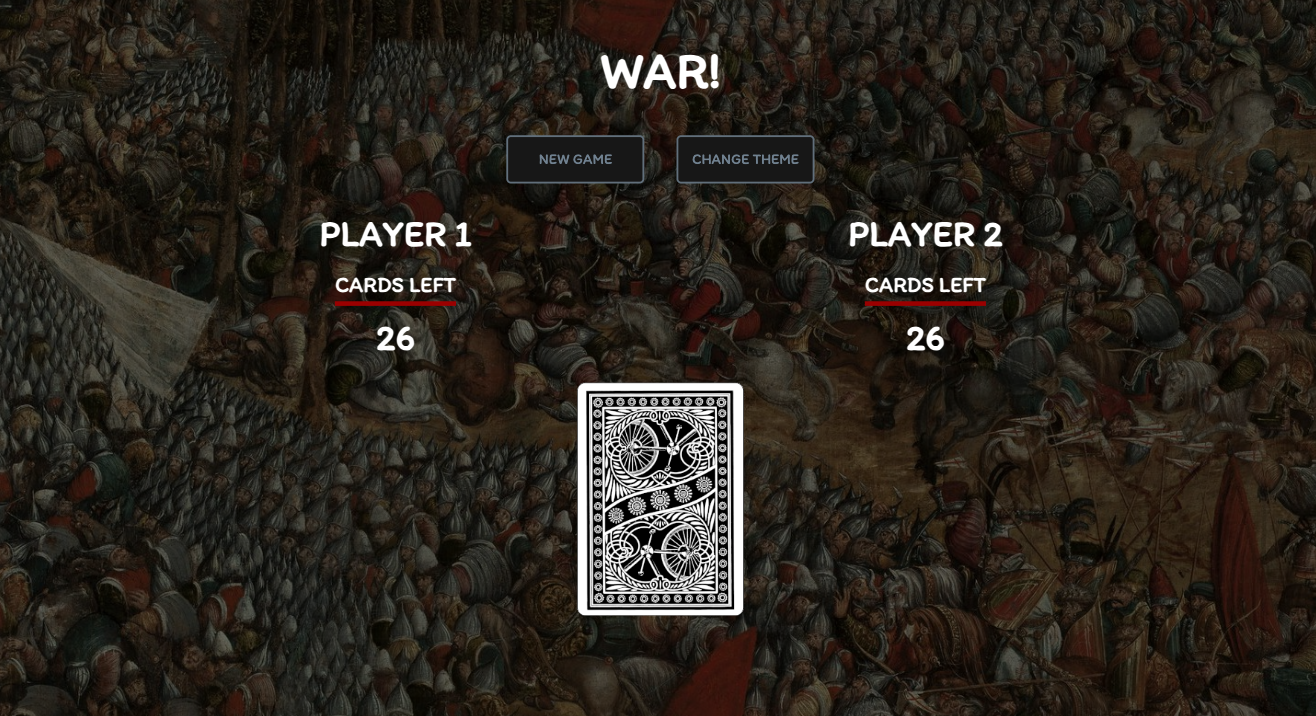 WAR!
NEW GAME
CHANGE THEME
PLAYER 1
PLAYER 2
CARDS LEFT
CARDS LEFT
26
26